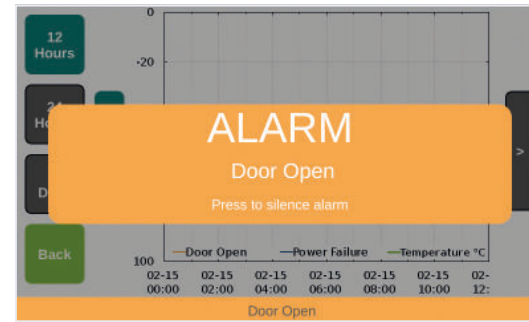 12
Hours
0
-20
24
Ho
ALARM
Door Open
Press to silence alarm
D
>
Back
100
Door Open
Power Failure
Temperature °C
02-15 02-15 02-15 02-15 02-15 02-15 02-
00:00 02:00 04:00 06:00 08:00 10:00 12:
Door Open